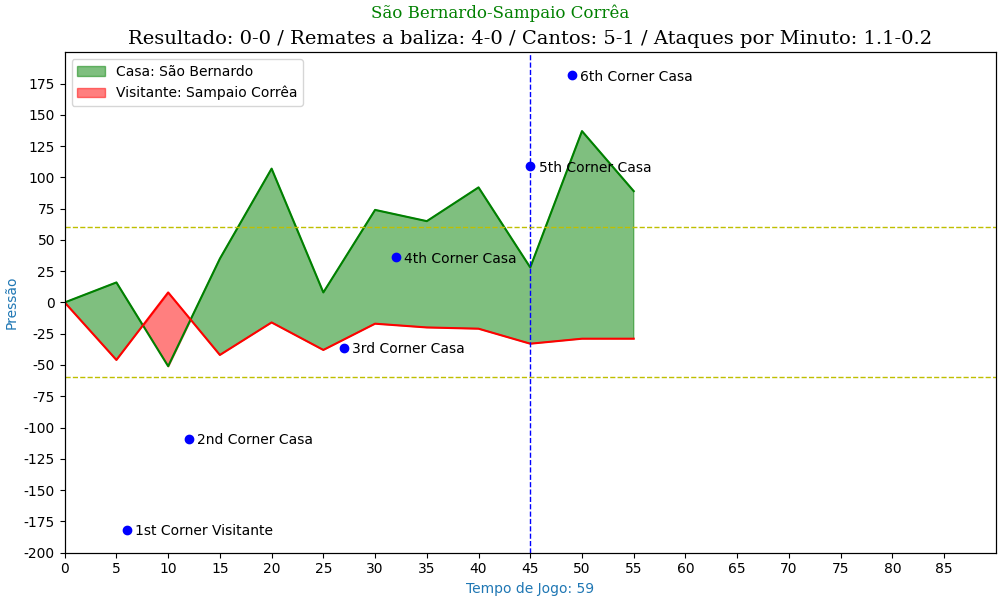 São Bernardo-Sampaio Corrêa
Resultado: 0-0 / Remates a baliza: 4-0 / Cantos: 5-1 / Ataques por Minuto: 1.1-0.2
Casa: São Bernardo
Visitante: Sampaio Corrêa
6th Corner Casa
5th Corner Casa
4th Corner Casa
3rd Corner Casa
2nd Corner Casa
1st Corner Visitante
Pressão
175
150
125
100
75
50
25
0
-25
-50
-75
-100
-125
-150
-175
-200
0 5 10 15 20 25 30 35 40 45 50 55 60 65 70 75 80 85
Tempo de Jogo: 59